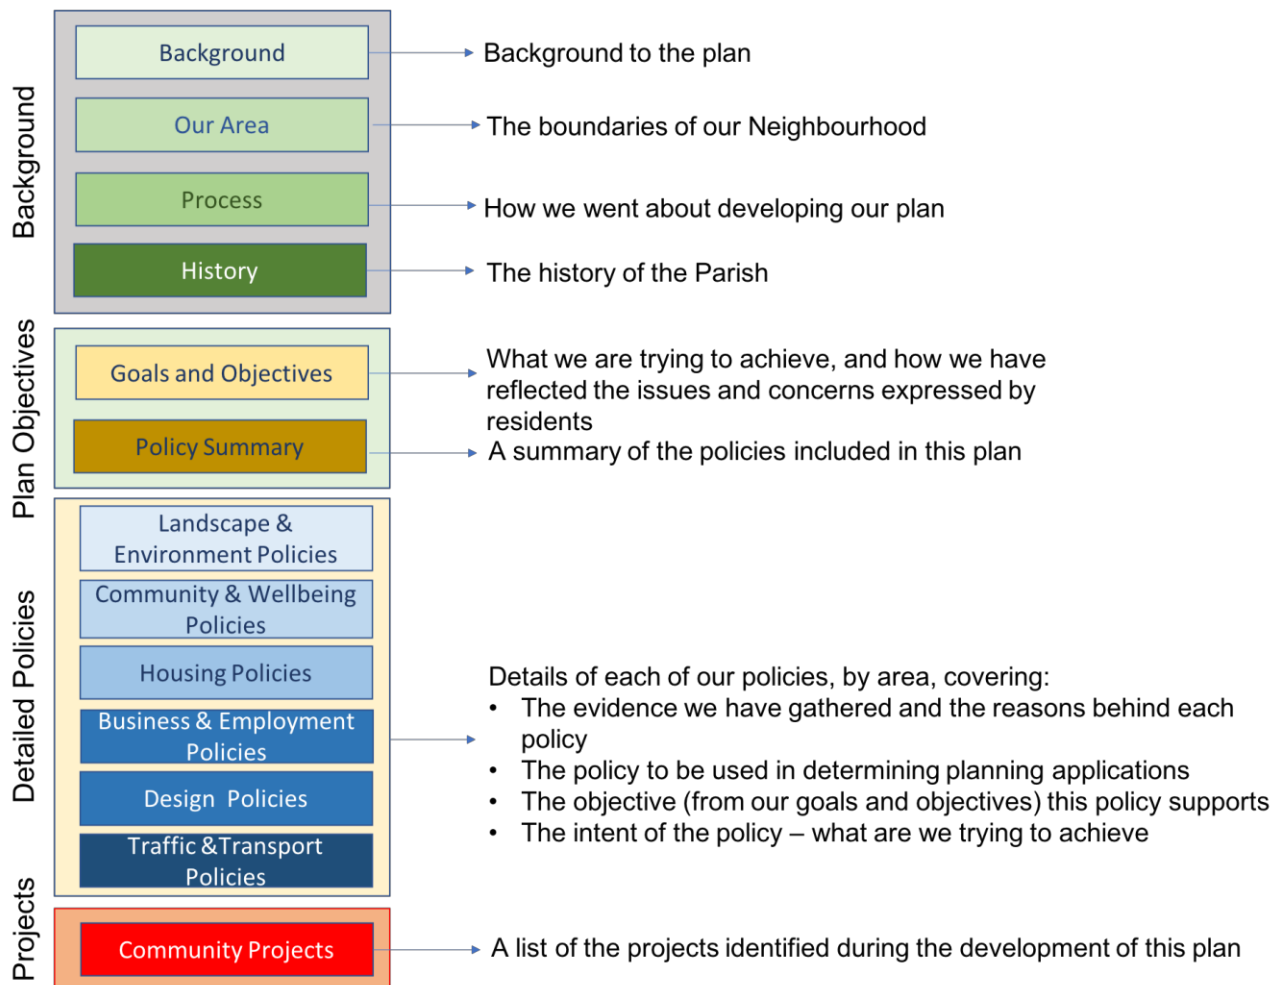 Background
Background
Background to the plan
Our Area
The boundaries of our Neighbourhood
Process
How we went about developing our plan
History
The history of the Parish
Plan Objectives
Goals and Objectives
What we are trying to achieve, and how we have
reflected the issues and concerns expressed by
residents
Policy Summary
A summary of the policies included in this plan
Detailed Policies
Landscape &
Environment Policies
Community & Wellbeing
Policies
Housing Policies
Business & Employment
Policies
Design  Policies
Traffic &Transport
Policies
Details of each of our policies, by area, covering:
• The evidence we have gathered and the reasons behind each
policy
• The policy to be used in determining planning applications
• The objective (from our goals and objectives) this policy supports
• The intent of the policy – what are we trying to achieve
Projects
Community Projects
A list of the projects identified during the development of this plan